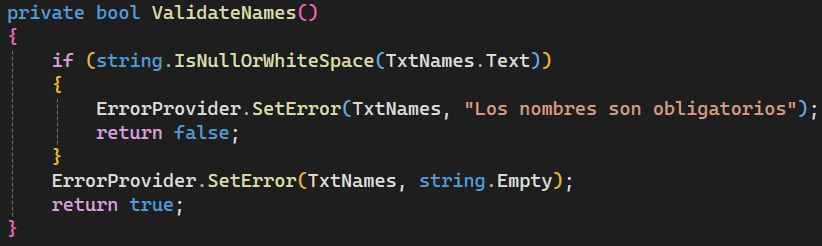 private bool ValidateNames()
{
    if (string.IsNullOrWhiteSpace(TxtNames.Text))
    {
        ErrorProvider.SetError(TxtNames, "Los nombres son obligatorios");
        return false;
    }
    ErrorProvider.SetError(TxtNames, string.Empty);
    return true;
}